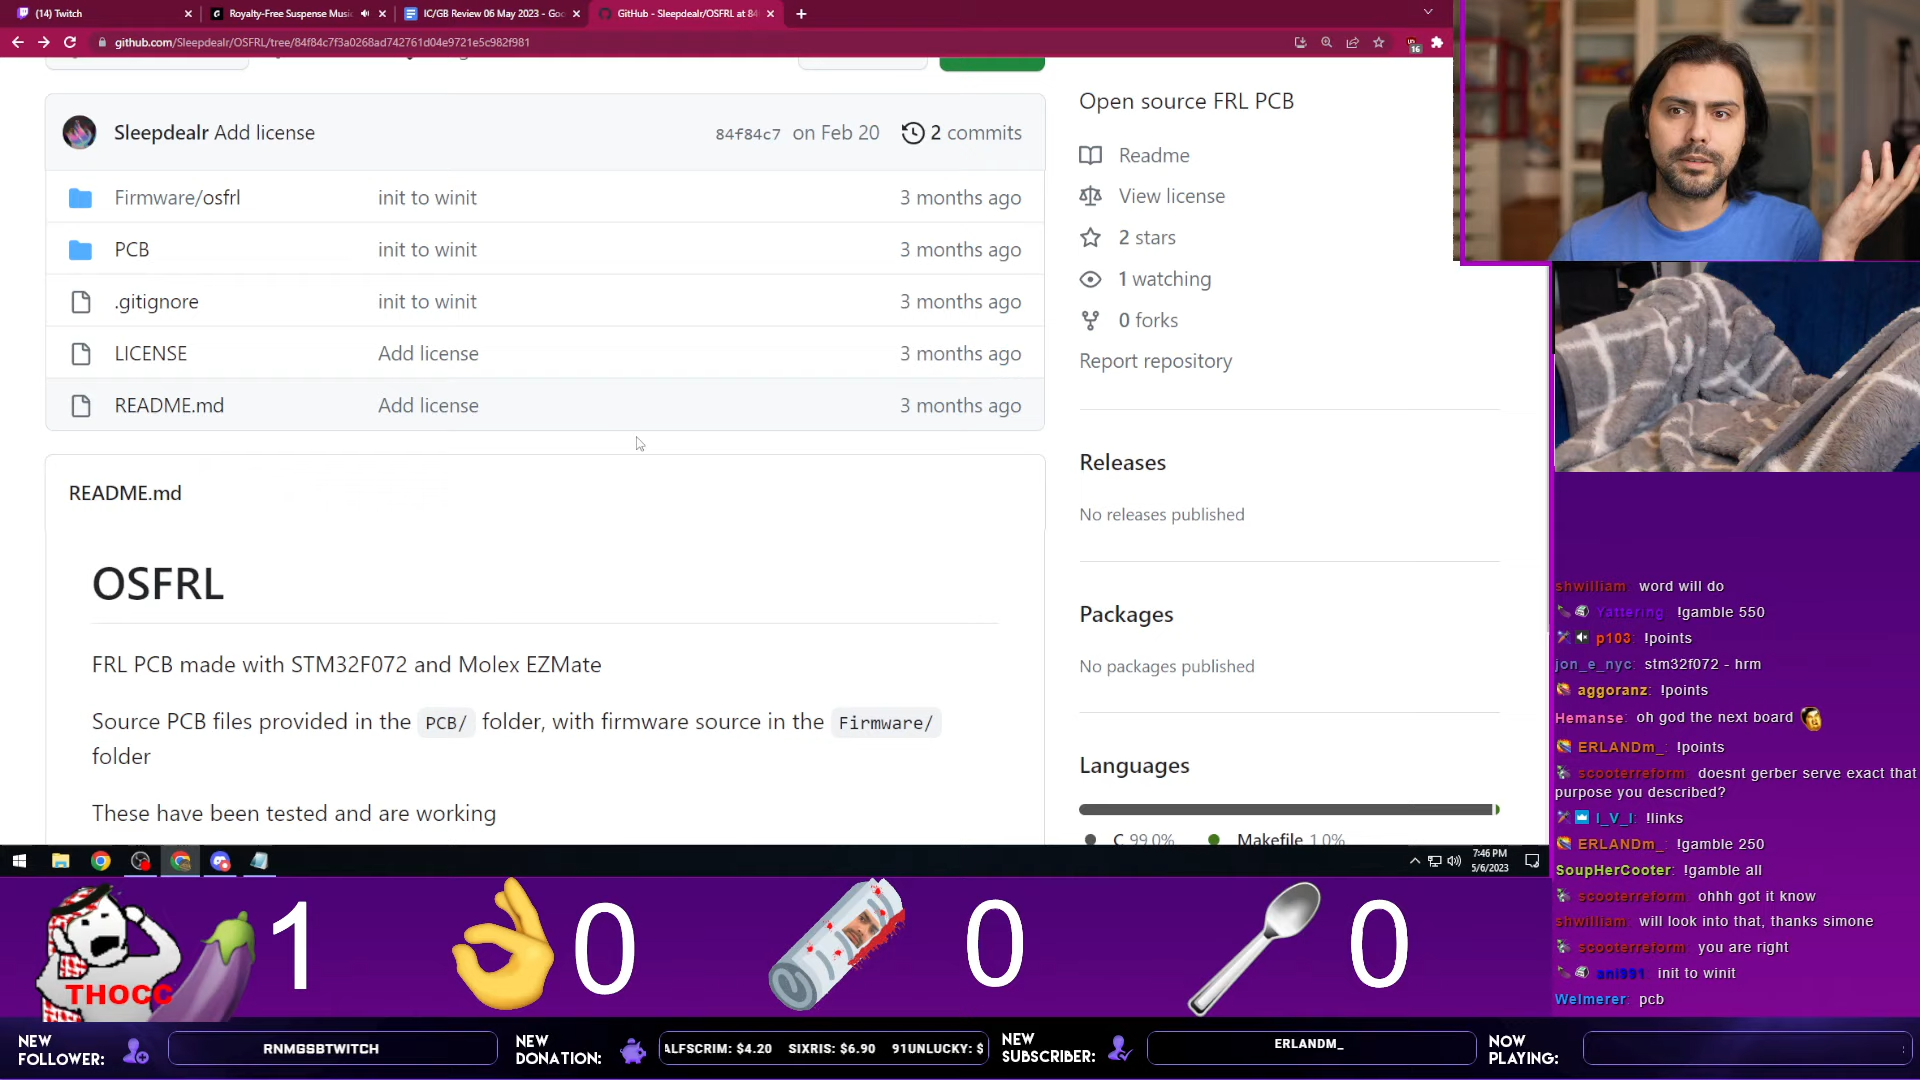 (14) Twitch
Royalty-Free Suspense Musi
IC/GB Review 06 May 2023 - Goo
GitHub - Sleepdealr/OSFRL at 84
github.com/Sleepdealr/OSFRL/tree/84f84c7f3a0268ad742761d04e9721e5c982f981
16
Sleepdealr Add license
84f84c7 on Feb 20
2 commits
Firmware/osfrl
init to winit
3 months ago
PCB
init to winit
3 months ago
.gitignore
init to winit
3 months ago
LICENSE
Add license
3 months ago
README.md
Add license
3 months ago
README.md
OSFRL
FRL PCB made with STM32F072 and Molex EZMate
Source PCB files provided in the PCB/ folder, with firmware source in the Firmware/
folder
These have been tested and are working
Open source FRL PCB
Readme
View license
2 stars
1 watching
0 forks
Report repository
Releases
No releases published
Packages
No packages published
Languages
C 99.0%
Makefile 1.0%
7:46 PM
5/6/2023
shwilliam: word will do
Yattering: !gamble 550
p103: !points
jon_e_nyc: stm32f072 - hrm
aggoranz: !points
Hemanse: oh god the next board
ERLANDm_: !points
scooterreform: doesnt gerber serve exact that
purpose you described?
I_V_I: !links
ERLANDm_: !gamble 250
SoupHerCooter: !gamble all
scooterreform: ohhh got it know
shwilliam: will look into that, thanks simone
scooterreform: you are right
ani991: init to winit
Welmerer: pcb
THOCC
1
0
0
0
NEW
FOLLOWER:
RNMGSBTWITCH
NEW
DONATION:
ALFSCRIM: $4.20 SIXRIS: $6.90 91UNLUCKY: $
NEW
SUBSCRIBER:
ERLANDM_
NOW
PLAYING: